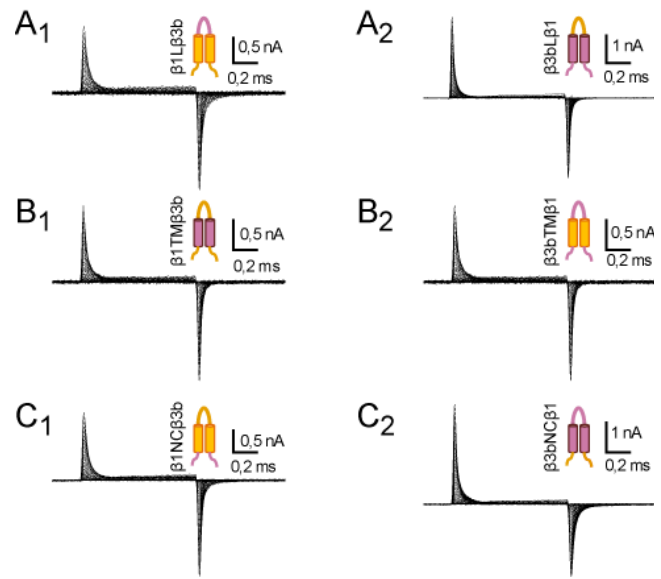 A1
β1Lβ3b
0,5 nA
0,2 ms
A2
β3bLβ1
1 nA
0,2 ms
B1
β1TMβ3b
0,5 nA
0,2 ms
B2
β3bTMβ1
0,5 nA
0,2 ms
C1
β1NCβ3b
0,5 nA
0,2 ms
C2
β3bNCβ1
1 nA
0,2 ms